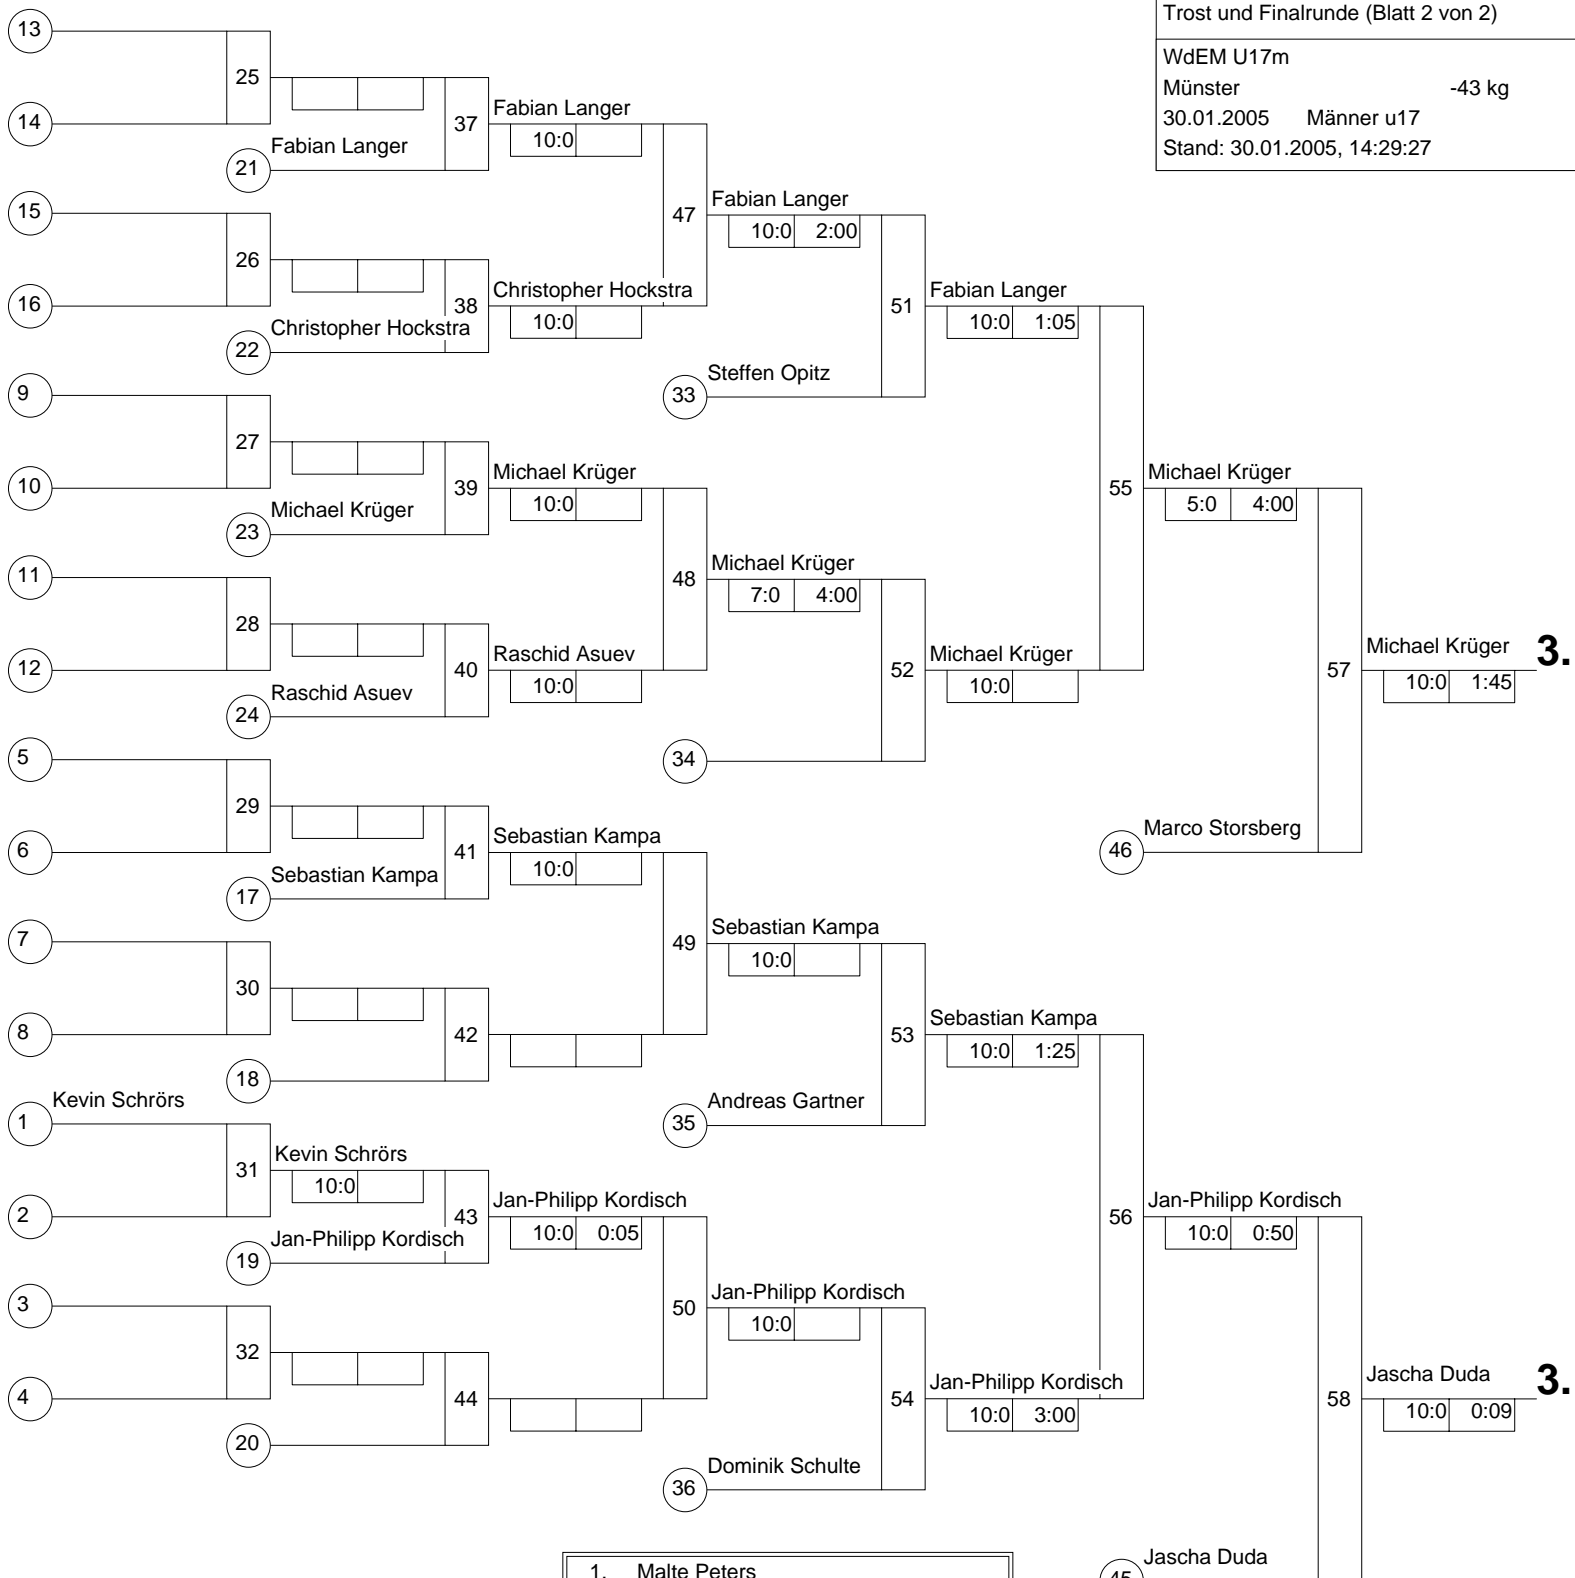 Trost und Finalrunde (Blatt 2 von 2)
WdEM U17m
Münster -43 kg
30.01.2005 Männer u17
Stand: 30.01.2005, 14:29:27
13
25
14
37
Fabian Langer
10:0
21
Fabian Langer
47
Fabian Langer
10:0 2:00
15
26
16
38
Christopher Hockstra
10:0
22
Christopher Hockstra
51
Fabian Langer
10:0 1:05
33
Steffen Opitz
9
27
10
39
Michael Krüger
10:0
23
Michael Krüger
55
Michael Krüger
5:0 4:00
11
28
12
48
Michael Krüger
7:0 4:00
40
Raschid Asuev
10:0
24
Raschid Asuev
52
Michael Krüger
10:0
57
Michael Krüger
10:0 1:45
3.
34
5
29
6
41
Sebastian Kampa
10:0
17
Sebastian Kampa
46
Marco Storsberg
7
30
8
49
Sebastian Kampa
10:0
42
18
53
Sebastian Kampa
10:0 1:25
35
Andreas Gartner
1
Kevin Schrörs
31
Kevin Schrörs
10:0
2
43
Jan-Philipp Kordisch
10:0 0:05
19
Jan-Philipp Kordisch
56
Jan-Philipp Kordisch
10:0 0:50
3
32
4
50
Jan-Philipp Kordisch
10:0
44
20
54
Jan-Philipp Kordisch
10:0 3:00
58
Jascha Duda
10:0 0:09
3.
36
Dominik Schulte
1. Malte Peters
45
Jascha Duda